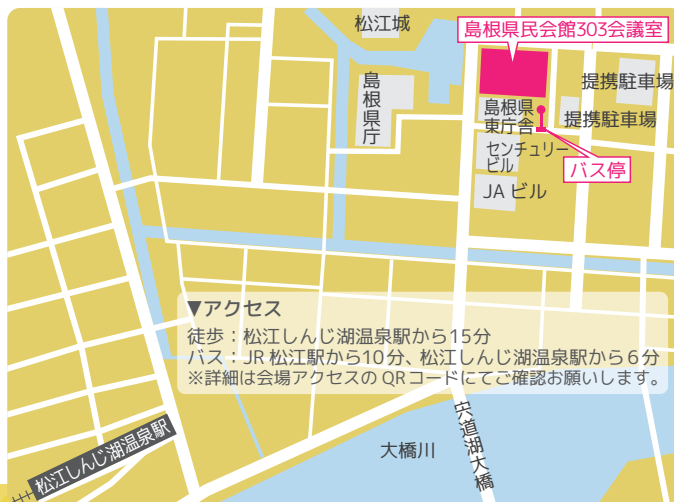 松江城
島根県民会館303会議室
島根県庁
提携駐車場
島根県
東庁舎
提携駐車場
センチュリー
ビル
バス停
JA ビル
▼アクセス
徒歩：松江しんじ湖温泉駅から15分
バス：JR 松江駅から10分、松江しんじ湖温泉駅から６分
※詳細は会場アクセスの QRコードにてご確認お願いします。
松江しんじ湖温泉駅
大橋川
宍道湖大橋